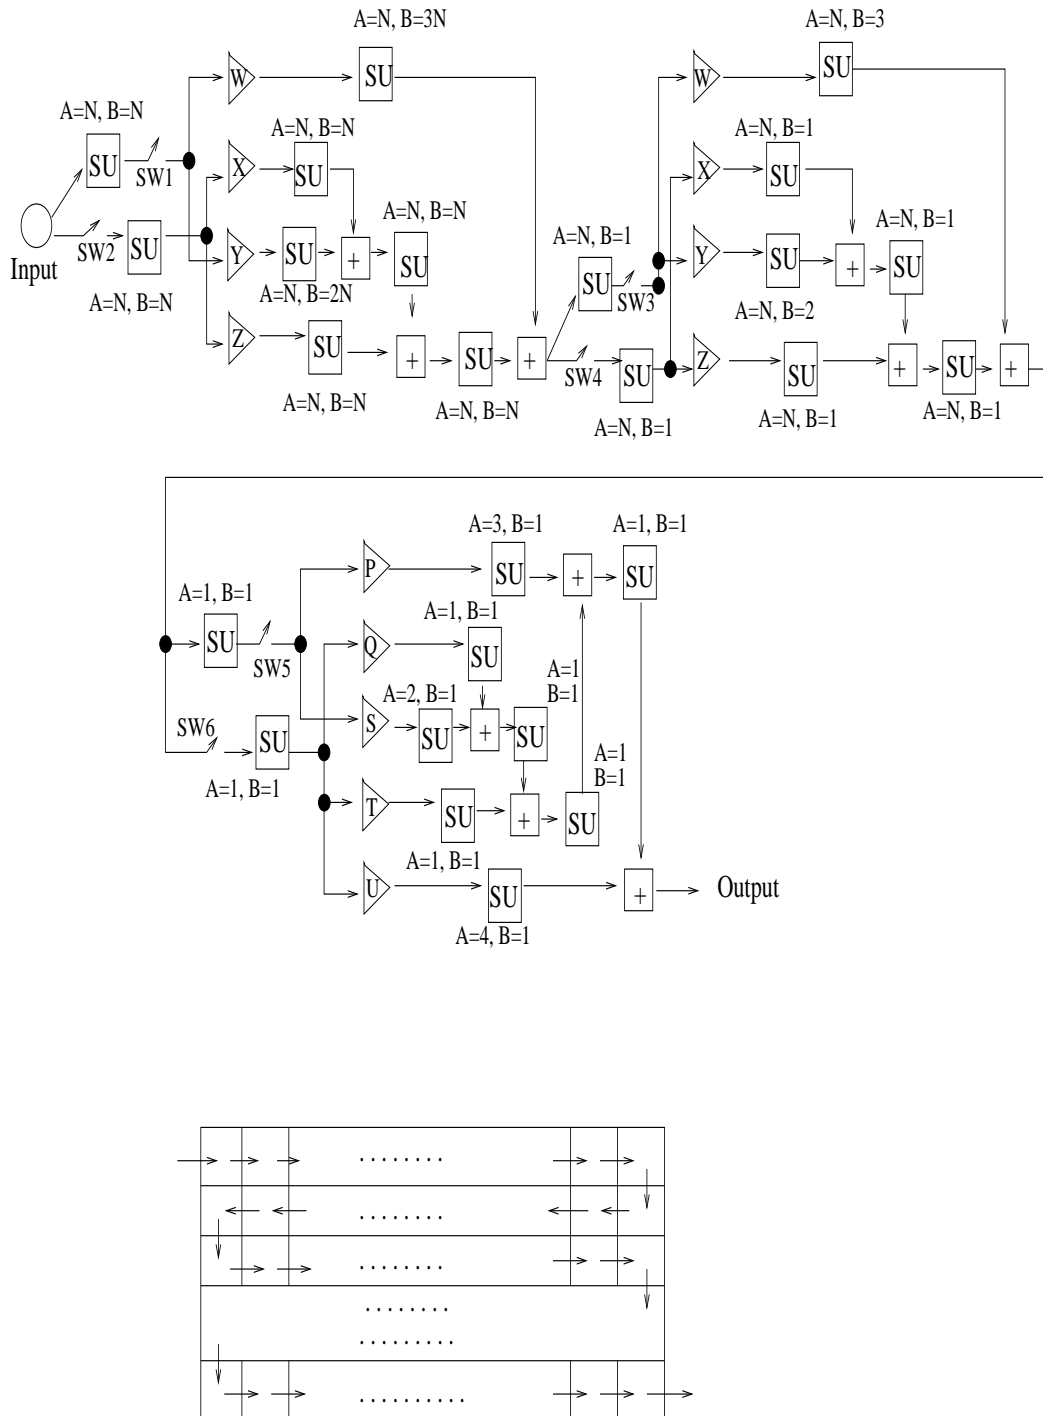 A=N, B=3N
A=N, B=3
W
SU
W
SU
A=N, B=N
A=N, B=N
A=N, B=1
SU
SW1
X
SU
X
SU
A=N, B=N
A=N, B=1
SW2
SU
Y
SU
+
SU
A=N, B=1
SU
SW3
Y
SU
+
SU
Input
A=N, B=N
A=N, B=2N
A=N, B=2
Z
SU
+
SU
+
SW4
SU
Z
SU
+
SU
+
A=N, B=N
A=N, B=N
A=N, B=1
A=N, B=1
A=N, B=1
A=3, B=1
A=1, B=1
P
SU
+
SU
A=1, B=1
A=1, B=1
SU
SW5
Q
SU
A=1
B=1
A=2, B=1
SW6
SU
S
SU
+
SU
A=1, B=1
A=1
B=1
T
SU
+
SU
A=1, B=1
U
SU
+
Output
A=4, B=1